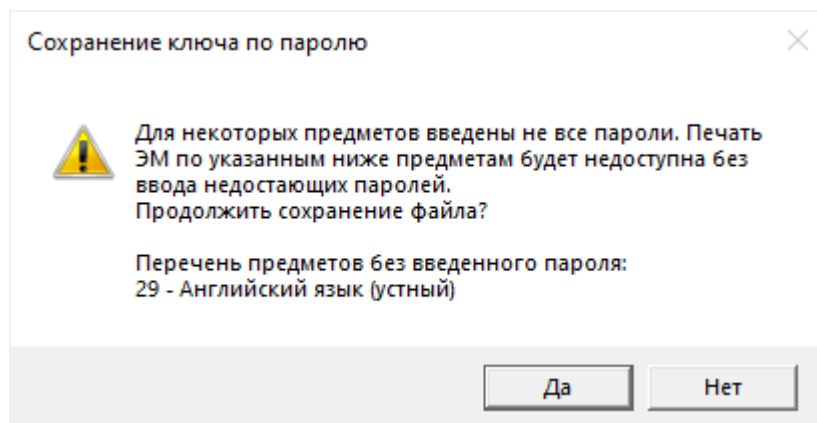 Сохранение ключа по паролю
Для некоторых предметов введены не все пароли. Печать
ЭМ по указанным ниже предметам будет недоступна без
ввода недостающих паролей.
Продолжить сохранение файла?
Перечень предметов без введенного пароля:
29 - Английский язык (устный)
Да
Нет